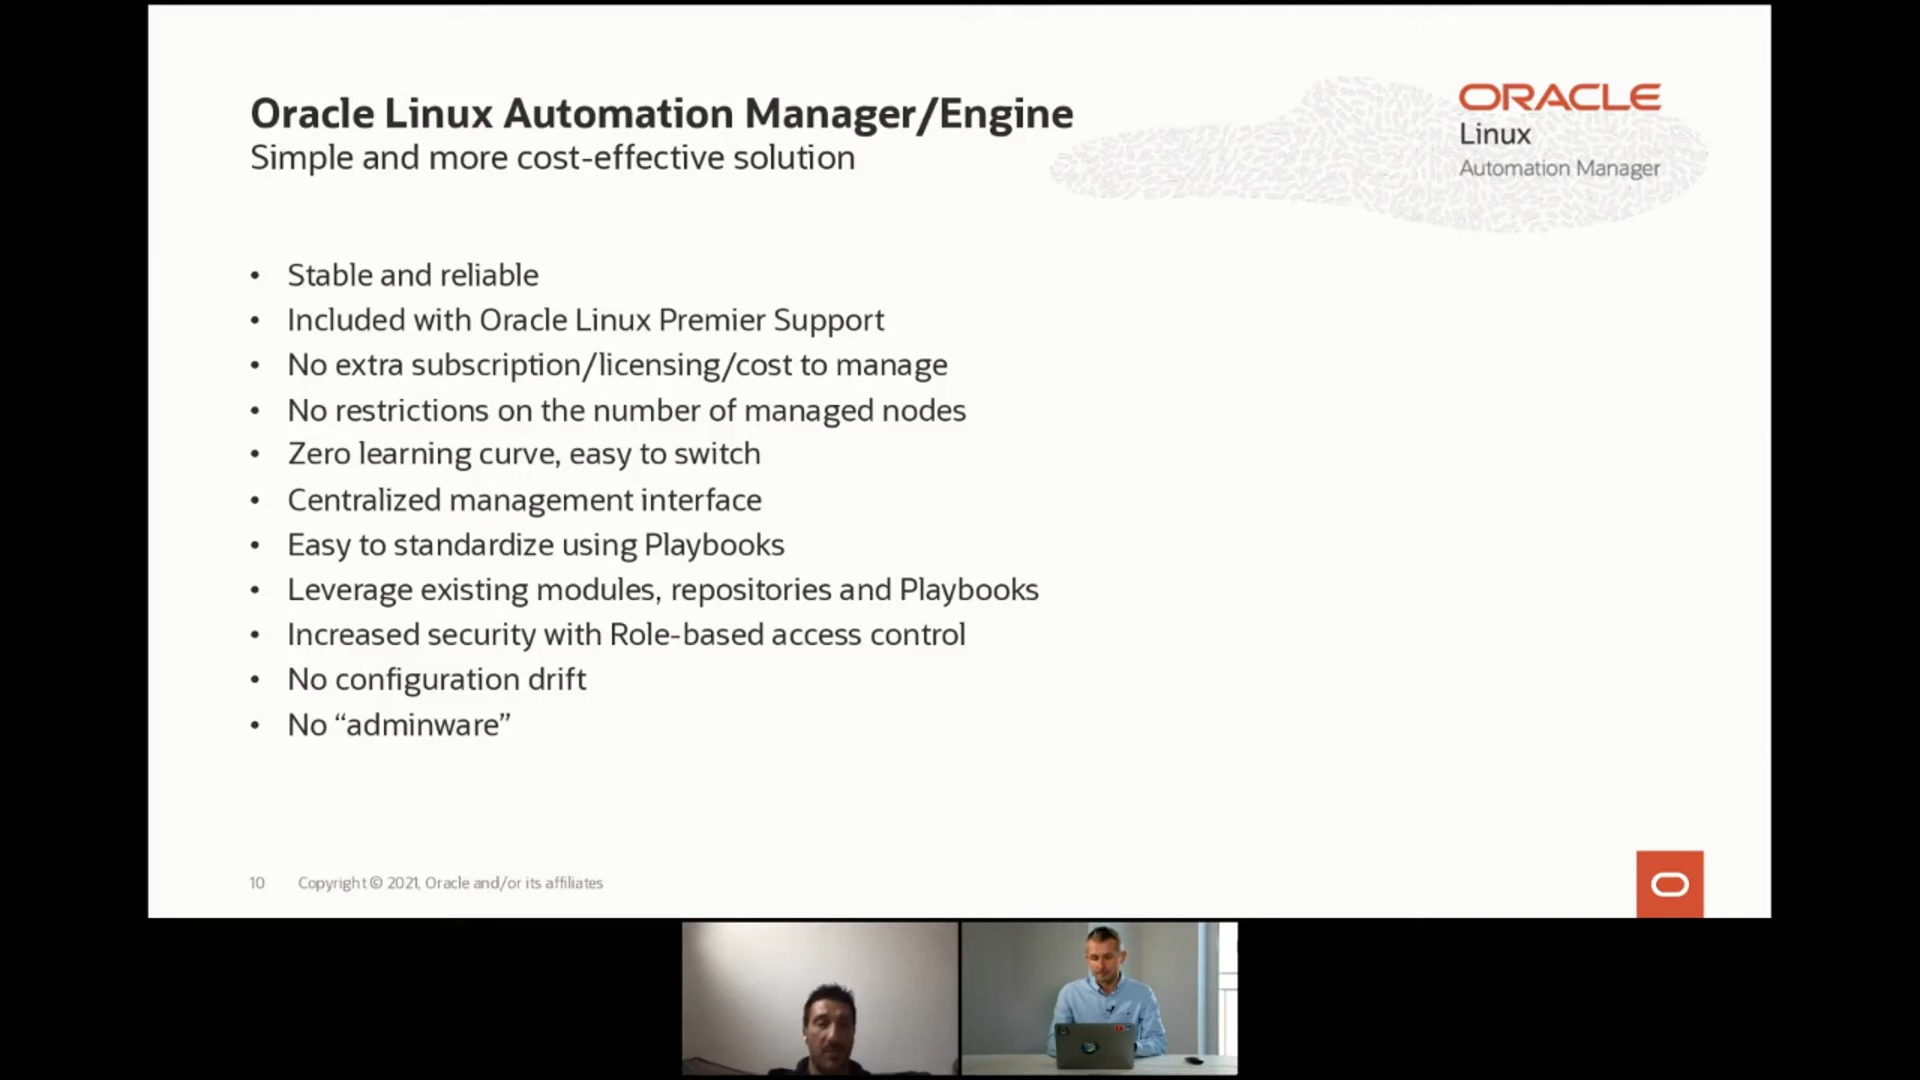 Oracle Linux Automation Manager/Engine
Simple and more cost-effective solution
ORACLE
Linux
Automation Manager
• Stable and reliable
• Included with Oracle Linux Premier Support
• No extra subscription/licensing/cost to manage
• No restrictions on the number of managed nodes
• Zero learning curve, easy to switch
• Centralized management interface
• Easy to standardize using Playbooks
• Leverage existing modules, repositories and Playbooks
• Increased security with Role-based access control
• No configuration drift
• No “adminware”
10 Copyright © 2021, Oracle and/or its affiliates